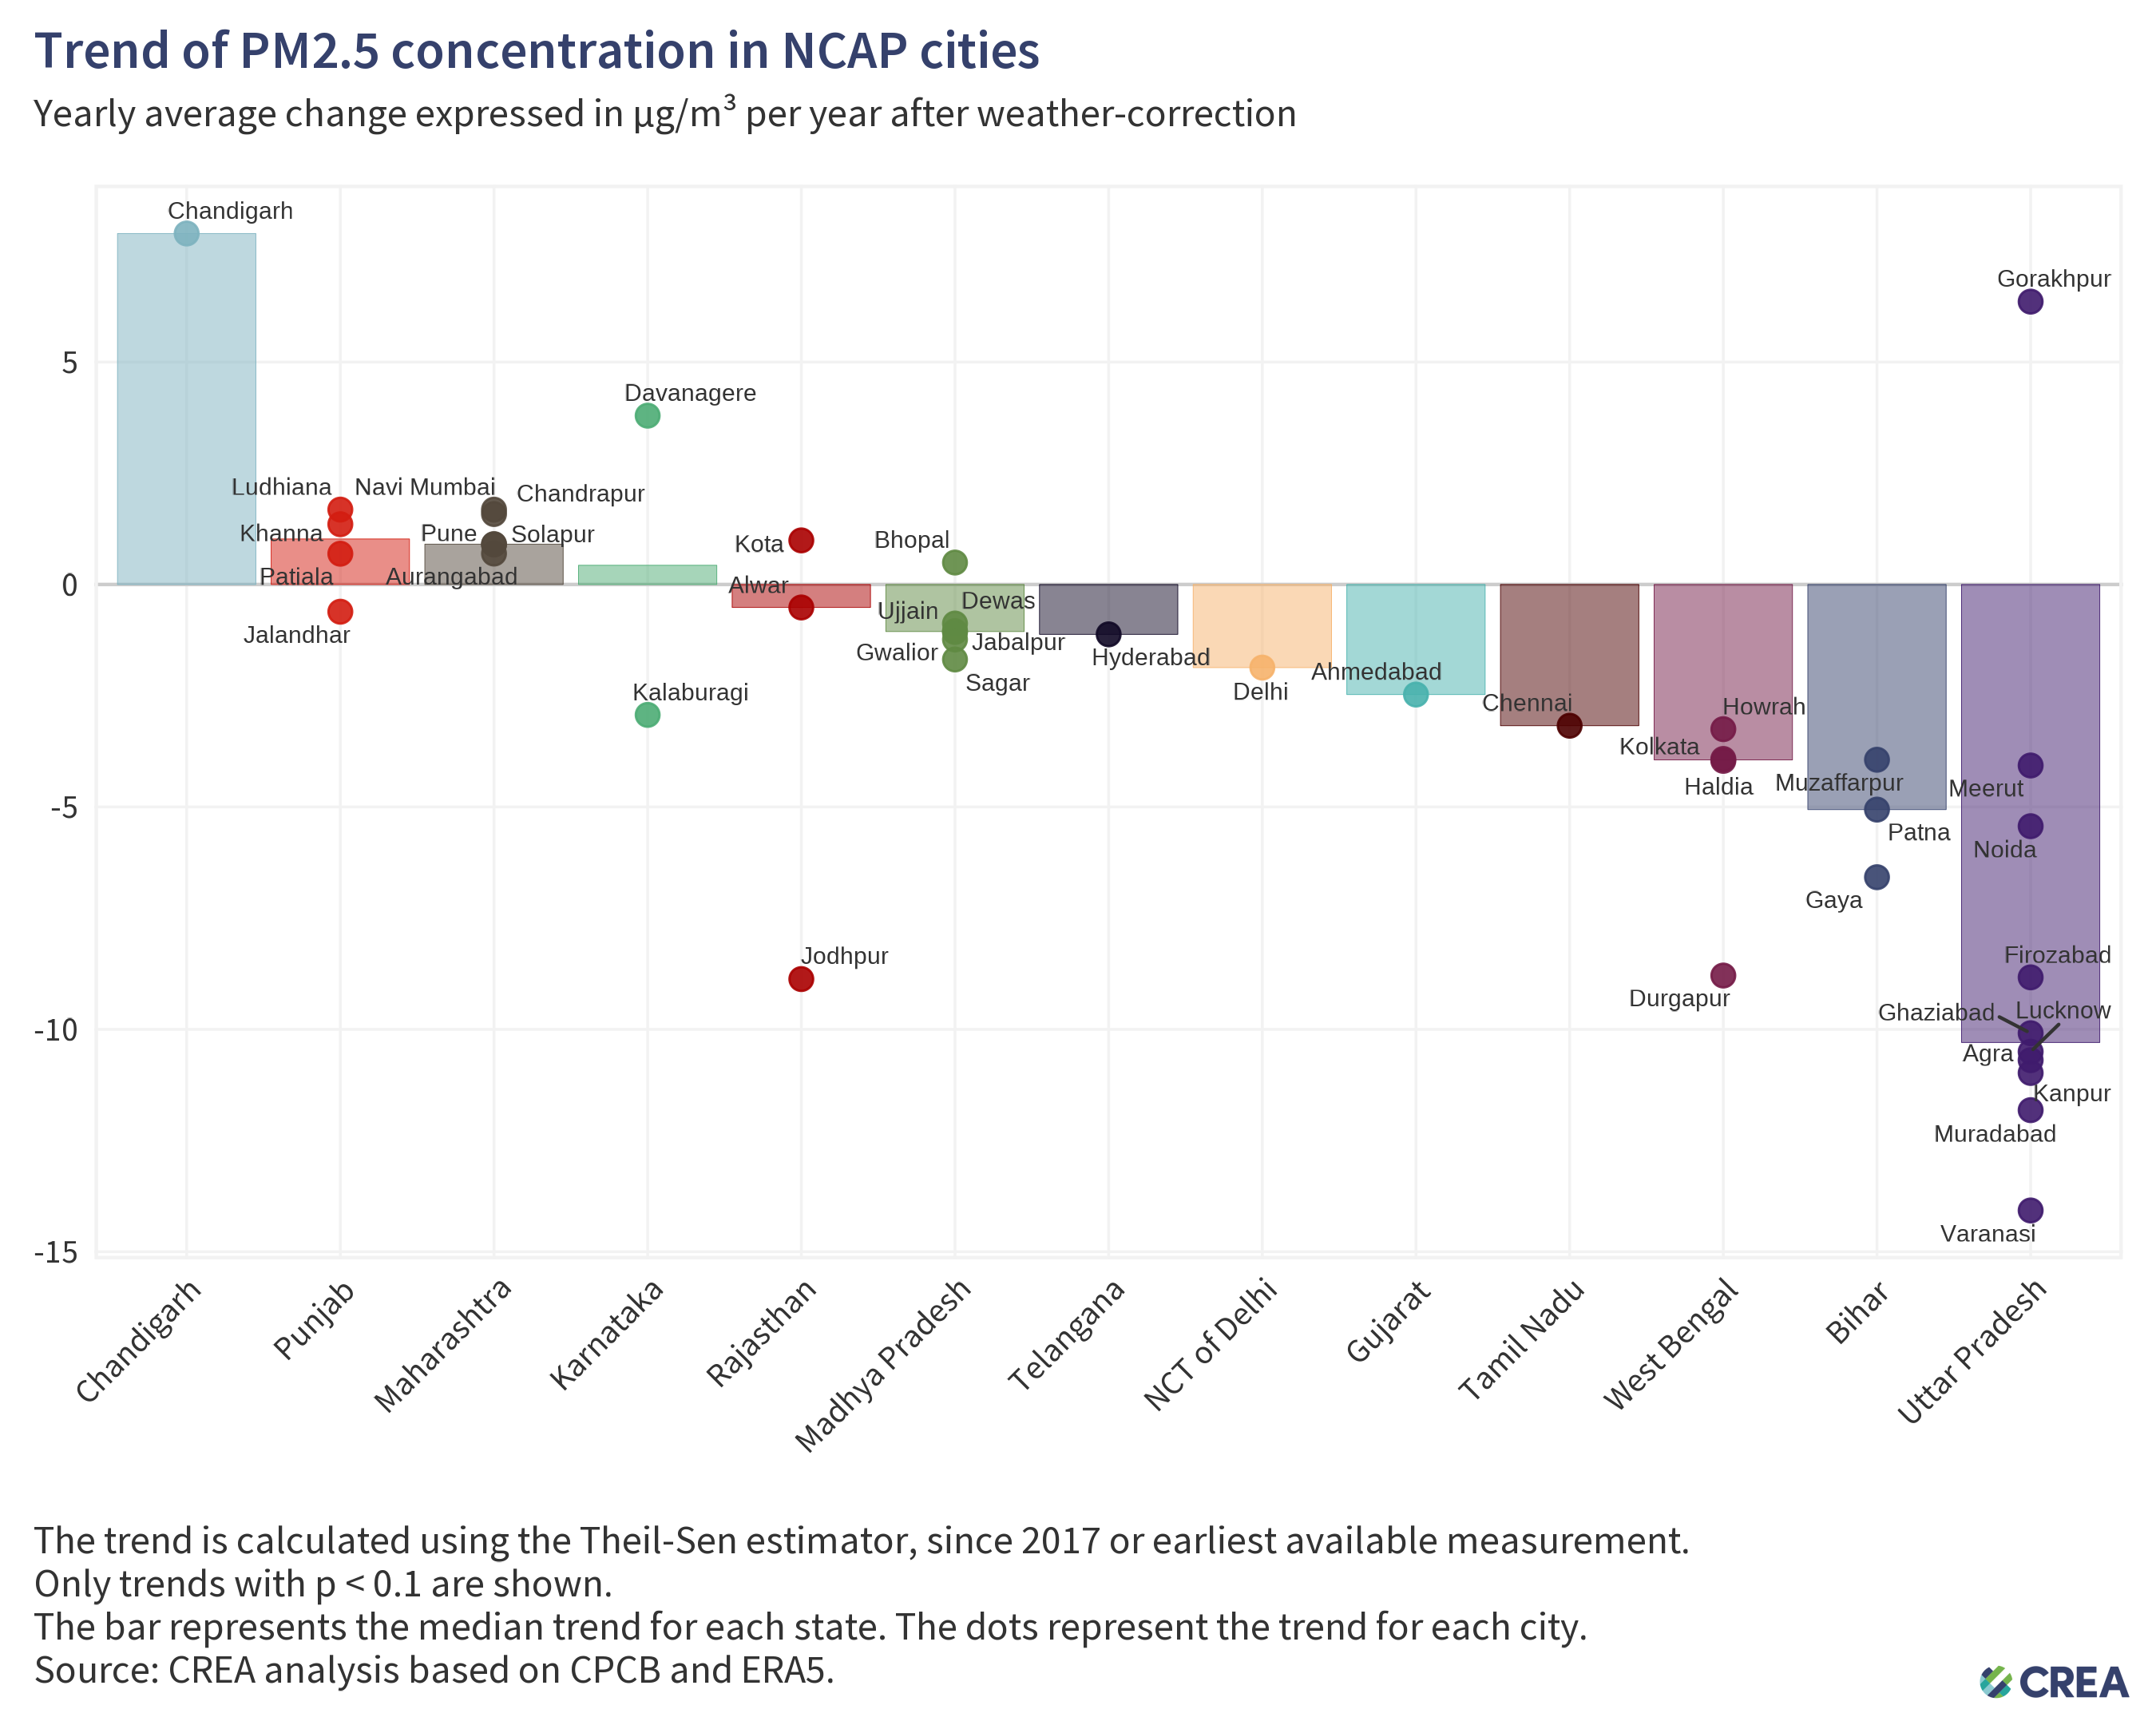 Trend of PM2.5 concentration in NCAP cities
Yearly average change expressed in µg/m³ per year after weather-correction
Chandigarh
Gorakhpur
5
Davanagere
Ludhiana
Navi Mumbai
Chandrapur
Khanna
Pune
Solapur
Kota
Bhopal
Patiala
Aurangabad
0
Alwar
Ujjain
Dewas
Jalandhar
Gwalior
Jabalpur
Hyderabad
Sagar
Kalaburagi
Delhi
Ahmedabad
Chennai
Howrah
Kolkata
Haldia
Muzaffarpur
Meerut
-5
Patna
Noida
Gaya
Jodhpur
Firozabad
Durgapur
Ghaziabad
Lucknow
-10
Agra
Kanpur
Muradabad
Varanasi
-15
Chandigarh
Punjab
Maharashtra
Karnataka
Rajasthan
Madhya Pradesh
Telangana
NCT of Delhi
Gujarat
Tamil Nadu
West Bengal
Bihar
Uttar Pradesh
The trend is calculated using the Theil-Sen estimator, since 2017 or earliest available measurement.
Only trends with p < 0.1 are shown.
The bar represents the median trend for each state. The dots represent the trend for each city.
Source: CREA analysis based on CPCB and ERA5.
CREA